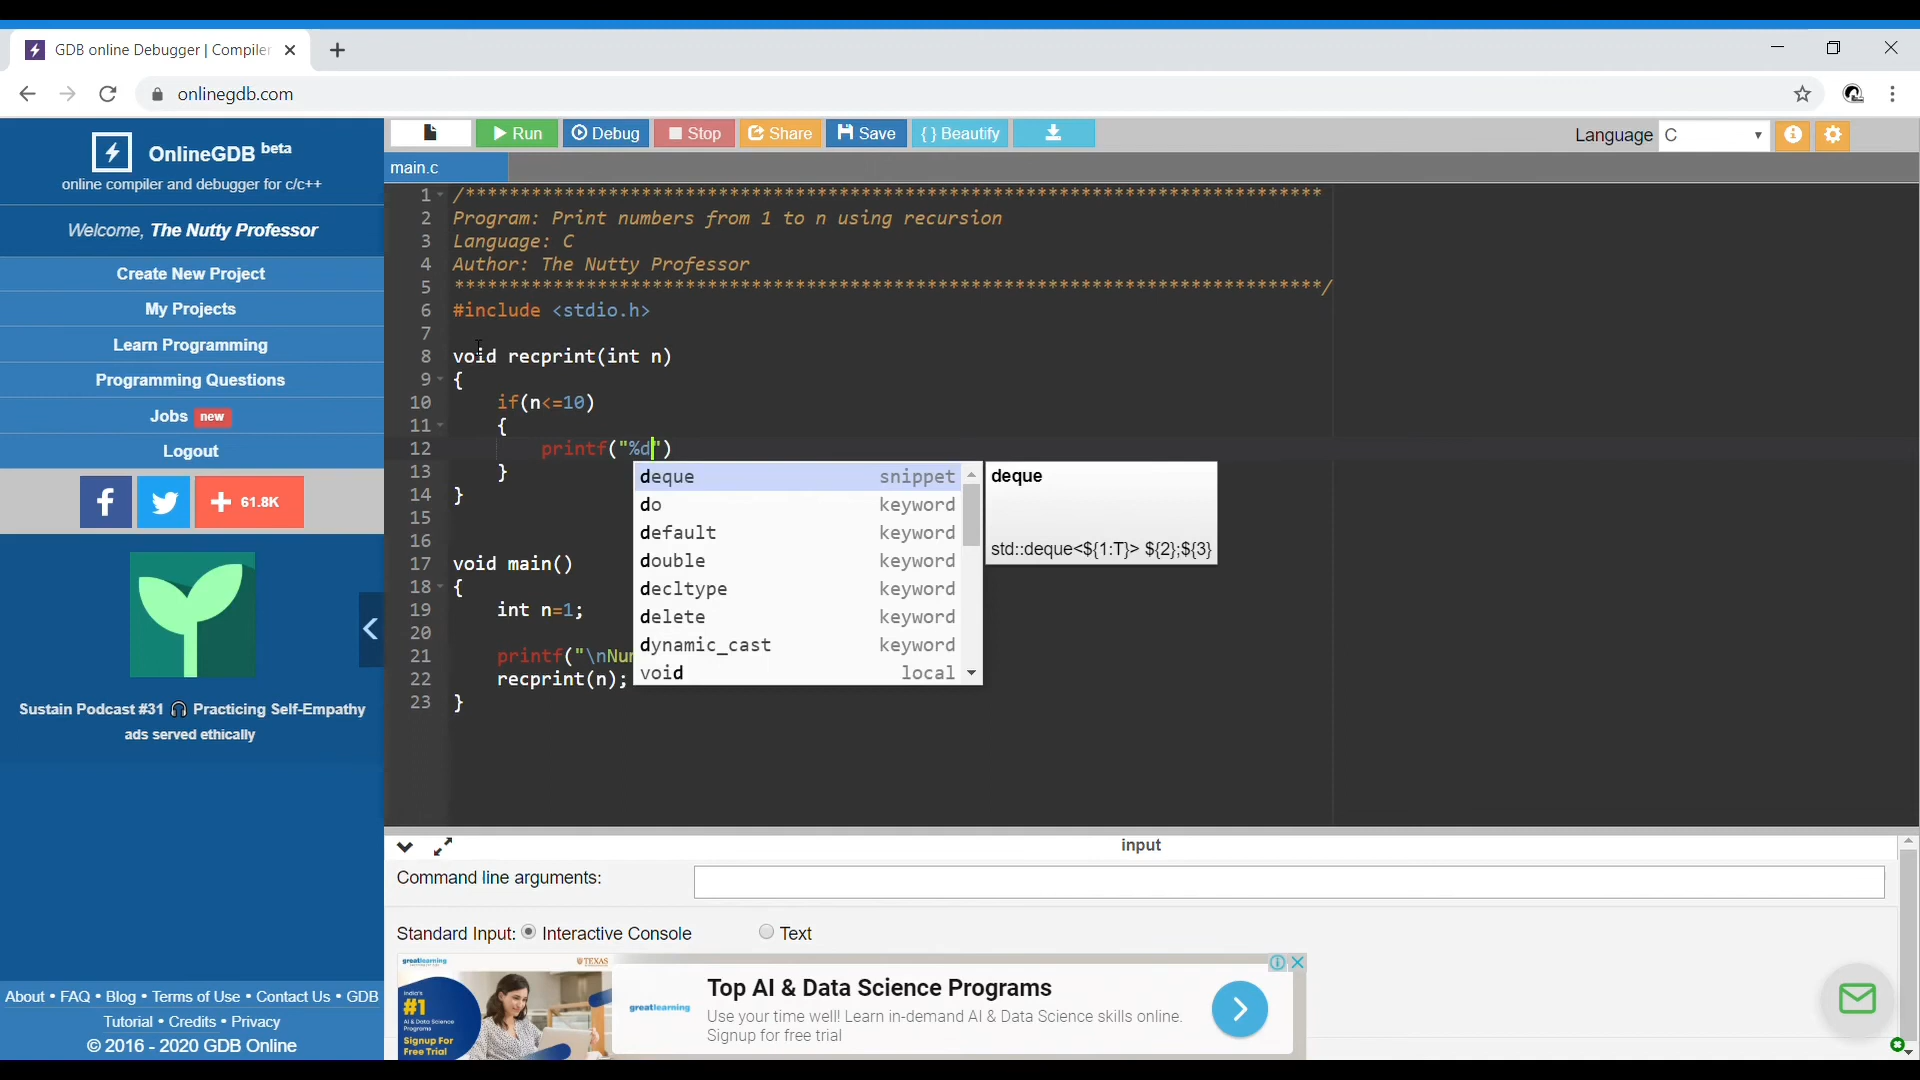 GDB online Debugger | Compiler
onlinegdb.com
OnlineGDB beta
online compiler and debugger for c/c++
Welcome, The Nutty Professor
Create New Project
My Projects
Learn Programming
Programming Questions
Jobs new
Logout
f + 61.8K
Sustain Podcast #31 🎧 Practicing Self-Empathy
ads served ethically
About • FAQ • Blog • Terms of Use • Contact Us • GDB
Tutorial • Credits • Privacy
© 2016 - 2020 GDB Online
Run Debug Stop Share Save {} Beautify
Language C
main.c
1 /******************************************************************************
2 Program: Print numbers from 1 to n using recursion
3 Language: C
4 Author: The Nutty Professor
5 *******************************************************************************/
6 #include <stdio.h>
7
8 void recprint(int n)
9 {
10 if(n<=10)
11 {
12 printf("%d")
13 }
14 }
15
16
17 void main()
18 {
19 int n=1;
20
21 printf("\nNu
22 recprint(n);
23 }
deque snippet
do keyword
default keyword
double keyword
decltype keyword
delete keyword
dynamic_cast keyword
void local
deque
std::deque<${1:T}> ${2};${3}
input
Command line arguments:
Standard Input: Interactive Console Text
greatlearning TEXAS
India's
#1
AI & Data Science
Programs
Signup For
Free Trial
greatlearning
Top AI & Data Science Programs
Use your time well! Learn in-demand AI & Data Science skills online.
Signup for free trial